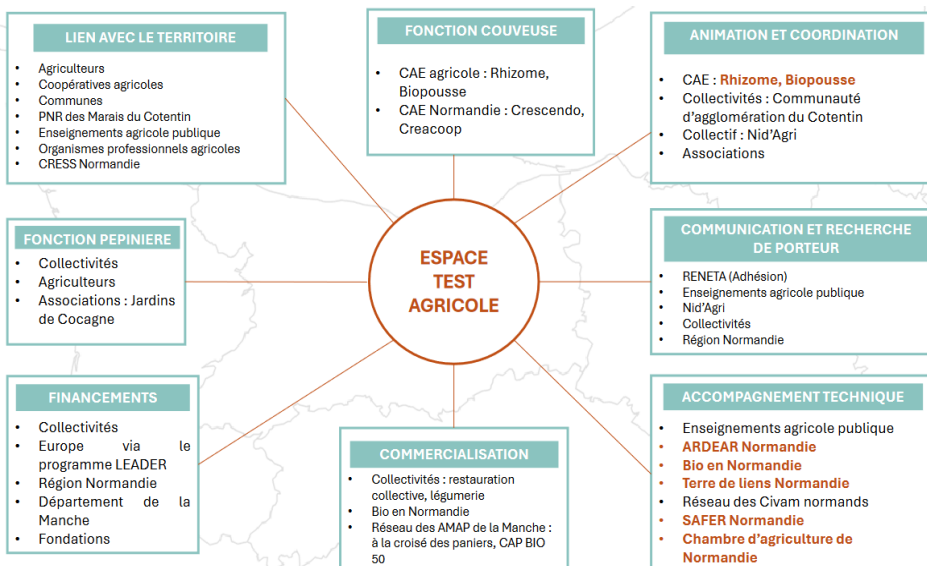 LIEN AVEC LE TERRITOIRE
• Agriculteurs
• Coopératives agricoles
• Communes
• PNR des Marais du Cotentin
• Enseignements agricole publique
• Organismes professionnels agricoles
• CRESS Normandie
FONCTION COUVEUSE
• CAE agricole : Rhizome,
Biopousse
• CAE Normandie : Crescendo,
Creacoop
ANIMATION ET COORDINATION
• CAE : Rhizome, Biopousse
• Collectivités : Communauté
d'agglomération du Cotentin
• Collectif : Nid'Agri
• Associations
FONCTION PEPINIERE
• Collectivités
• Agriculteurs
• Associations : Jardins
de Cocagne
ESPACE
TEST
AGRICOLE
COMMUNICATION ET RECHERCHE
DE PORTEUR
• RENETA (Adhésion)
• Enseignements agricole publique
• Nid'Agri
• Collectivités
• Région Normandie
FINANCEMENTS
• Collectivités
• Europe via le
programme LEADER
• Région Normandie
• Département de la
Manche
• Fondations
COMMERCIALISATION
• Collectivités : restauration
collective, légumerie
• Bio en Normandie
• Réseau des AMAP de la Manche :
à la croisé des paniers, CAP BIO
50
ACCOMPAGNEMENT TECHNIQUE
• Enseignements agricole publique
• ARDEAR Normandie
• Bio en Normandie
• Terre de liens Normandie
• Réseau des Civam normands
• SAFER Normandie
• Chambre d'agriculture de
Normandie